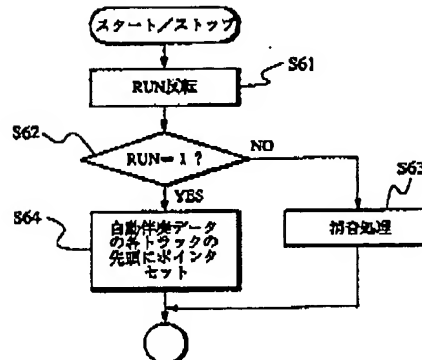 スタート/ストップ
S61
RUN反転
S62
RUN=1?
NO
YES
S63
消音処理
S64
自動伴奏データ
の各トラックの
先頭にポインタ
セット